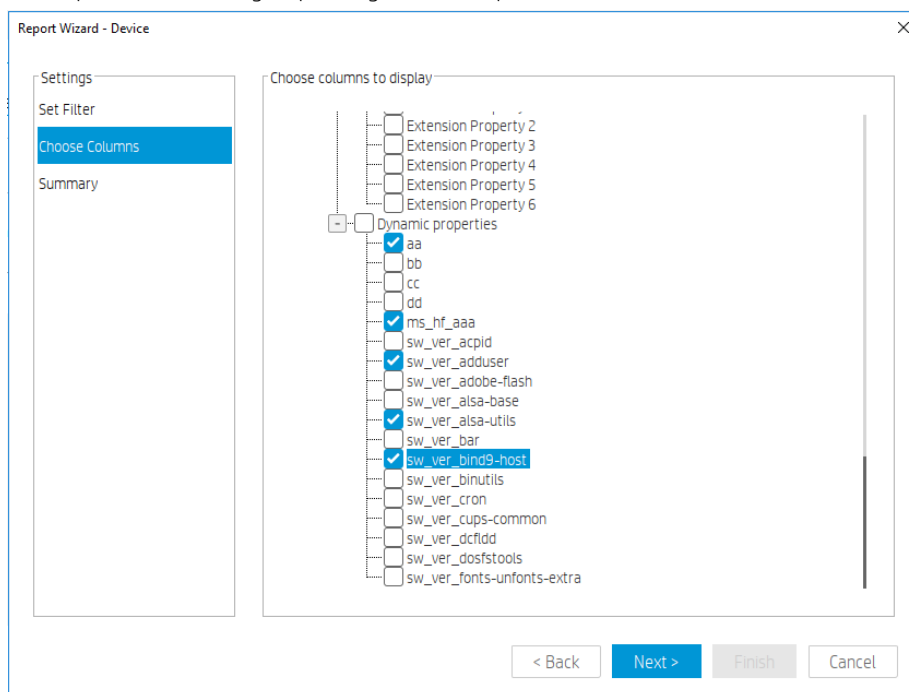 Report Wizard - Device
Settings
Set Filter
Choose Columns
Summary
Choose columns to display
Extension Property 2
Extension Property 3
Extension Property 4
Extension Property 5
Extension Property 6
Dynamic properties
aa
bb
cc
dd
ms_hf_aaa
sw_ver_acpid
sw_ver_adduser
sw_ver_adobe-flash
sw_ver_alsa-base
sw_ver_alsa-utils
sw_ver_bar
sw_ver_bind9-host
sw_ver_binutils
sw_ver_cron
sw_ver_cups-common
sw_ver_dcfldd
sw_ver_dosfstools
sw_ver_fonts-unfonts-extra
< Back
Next >
Finish
Cancel